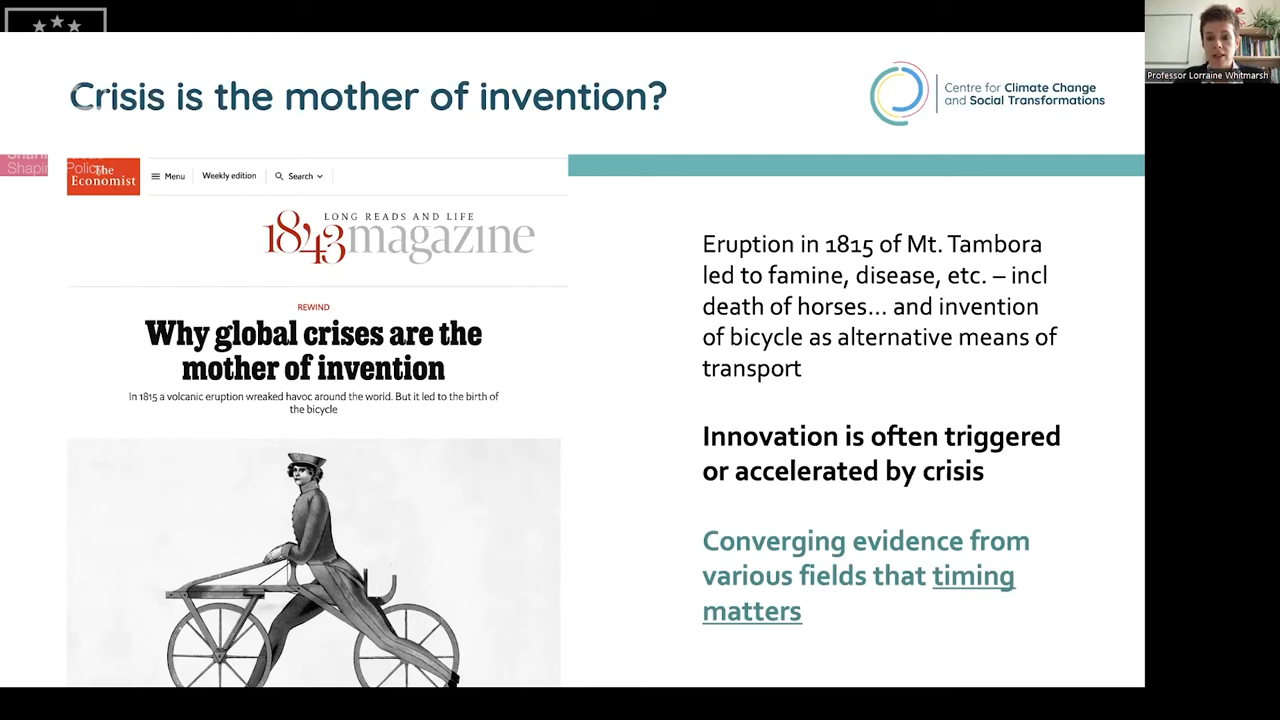 Crisis is the mother of invention?
Centre for Climate Change
and Social Transformations
Professor Lorraine Whitmarsh
Shaping Policy
The
Economist
Menu
Weekly edition
Search
LONG READS AND LIFE
1843magazine
REWIND
Why global crises are the
mother of invention
In 1815 a volcanic eruption wreaked havoc around the world. But it led to the birth of
the bicycle
Eruption in 1815 of Mt. Tambora
led to famine, disease, etc. – incl
death of horses... and invention
of bicycle as alternative means of
transport
Innovation is often triggered
or accelerated by crisis
Converging evidence from
various fields that timing
matters